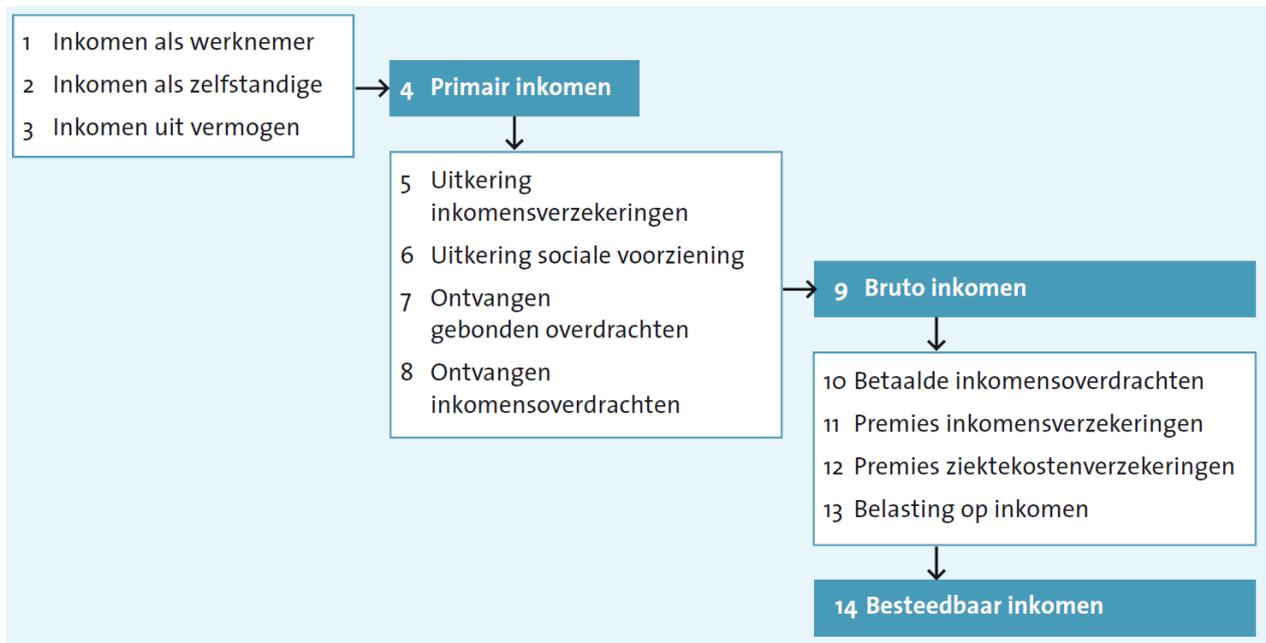 1 Inkomen als werknemer
2 Inkomen als zelfstandige
3 Inkomen uit vermogen
4 Primair inkomen
5 Uitkering
inkomensverzekeringen
6 Uitkering sociale voorziening
7 Ontvangen
gebonden overdrachten
8 Ontvangen
inkomensoverdrachten
9 Bruto inkomen
10 Betaalde inkomensoverdrachten
11 Premies inkomensverzekeringen
12 Premies ziektekostenverzekeringen
13 Belasting op inkomen
14 Besteedbaar inkomen